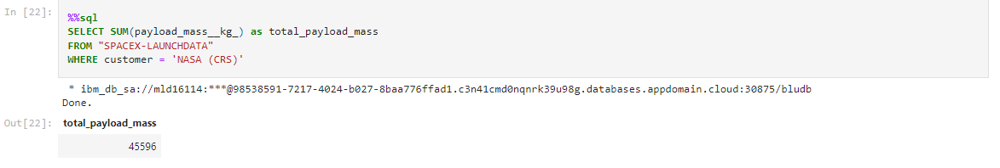 In [22]:
%%sql
SELECT SUM(payload_mass__kg_) as total_payload_mass
FROM "SPACEX-LAUNCHDATA"
WHERE customer = 'NASA (CRS)'
* ibm_db_sa://mld16114:***@98538591-7217-4024-b027-8baa776ffad1.c3n41cmd0nqnrk39u98g.databases.appdomain.cloud:30875/bludb
Done.
Out[22]: total_payload_mass
45596